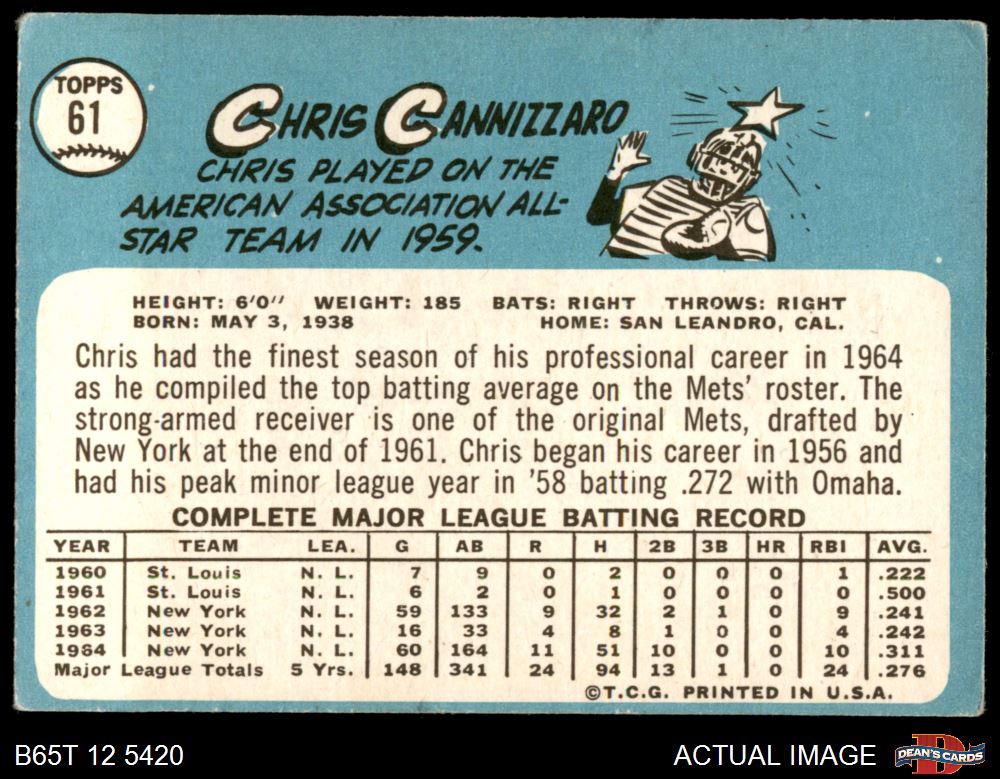 TOPPS
61
CHRIS CANNIZZARO
CHRIS PLAYED ON THE
AMERICAN ASSOCIATION ALL-
STAR TEAM IN 1959.
HEIGHT: 6'0" WEIGHT: 185 BATS: RIGHT THROWS: RIGHT
BORN: MAY 3, 1938 HOME: SAN LEANDRO, CAL.
Chris had the finest season of his professional career in 1964
as he compiled the top batting average on the Mets' roster. The
strong-armed receiver is one of the original Mets, drafted by
New York at the end of 1961. Chris began his career in 1956 and
had his peak minor league year in '58 batting .272 with Omaha.
COMPLETE MAJOR LEAGUE BATTING RECORD
YEAR TEAM LEA. G AB R H 2B 3B HR RBI AVG.
1960 St. Louis N. L. 7 9 0 2 0 0 0 1 .222
1961 St. Louis N. L. 6 2 0 1 0 0 0 0 .500
1962 New York N. L. 59 133 9 32 2 1 0 9 .241
1963 New York N. L. 16 33 4 8 1 0 0 4 .242
1964 New York N. L. 60 164 11 51 10 0 0 10 .311
Major League Totals 5 Yrs. 148 341 24 94 13 1 0 24 .276
©T.C.G. PRINTED IN U.S.A.
B65T 12 5420
ACTUAL IMAGE
D
DEAN'S CARDS